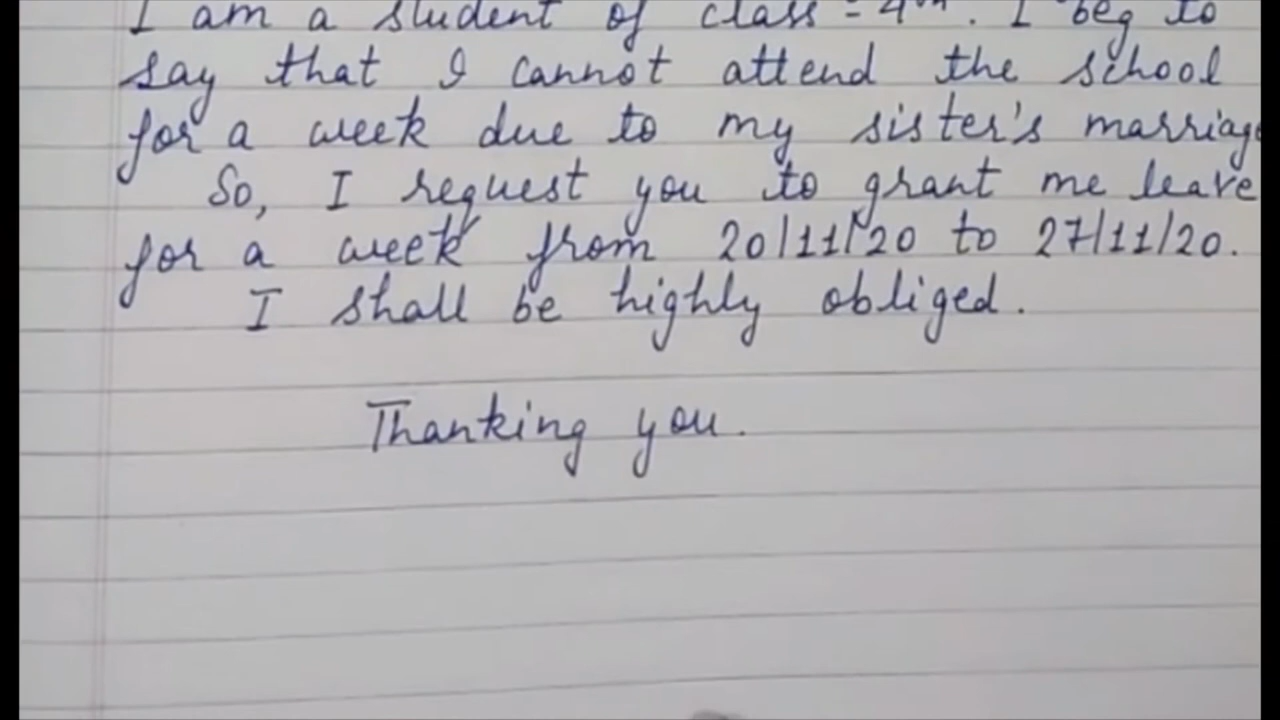 I am a student of class = 4th. I beg to
say that I cannot attend the school
for a week due to my sister's marriage
So, I request you to grant me leave
for a week from 20/11/20 to 27/11/20.
I shall be highly obliged.
Thanking you.